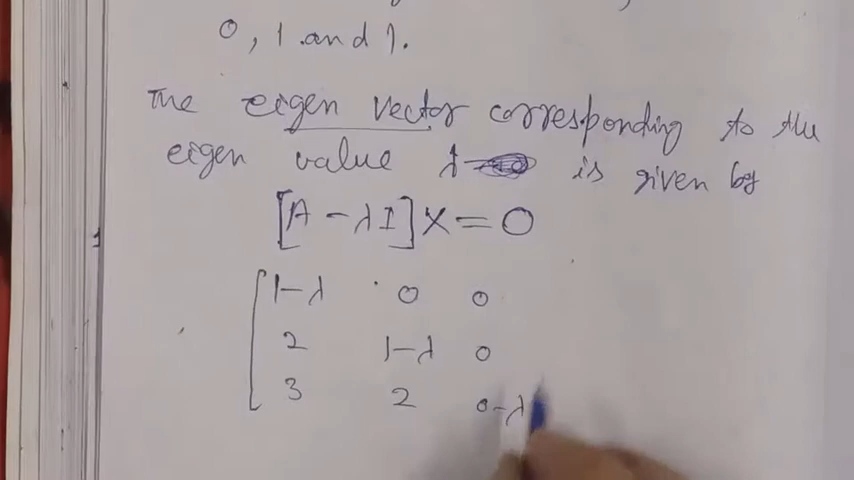 0, 1 and 1.
The eigen vector corresponding to the
eigen value λ is given by
[A - λI]X = 0
1-λ 0 0
2 1-λ 0
3 2 0-λ